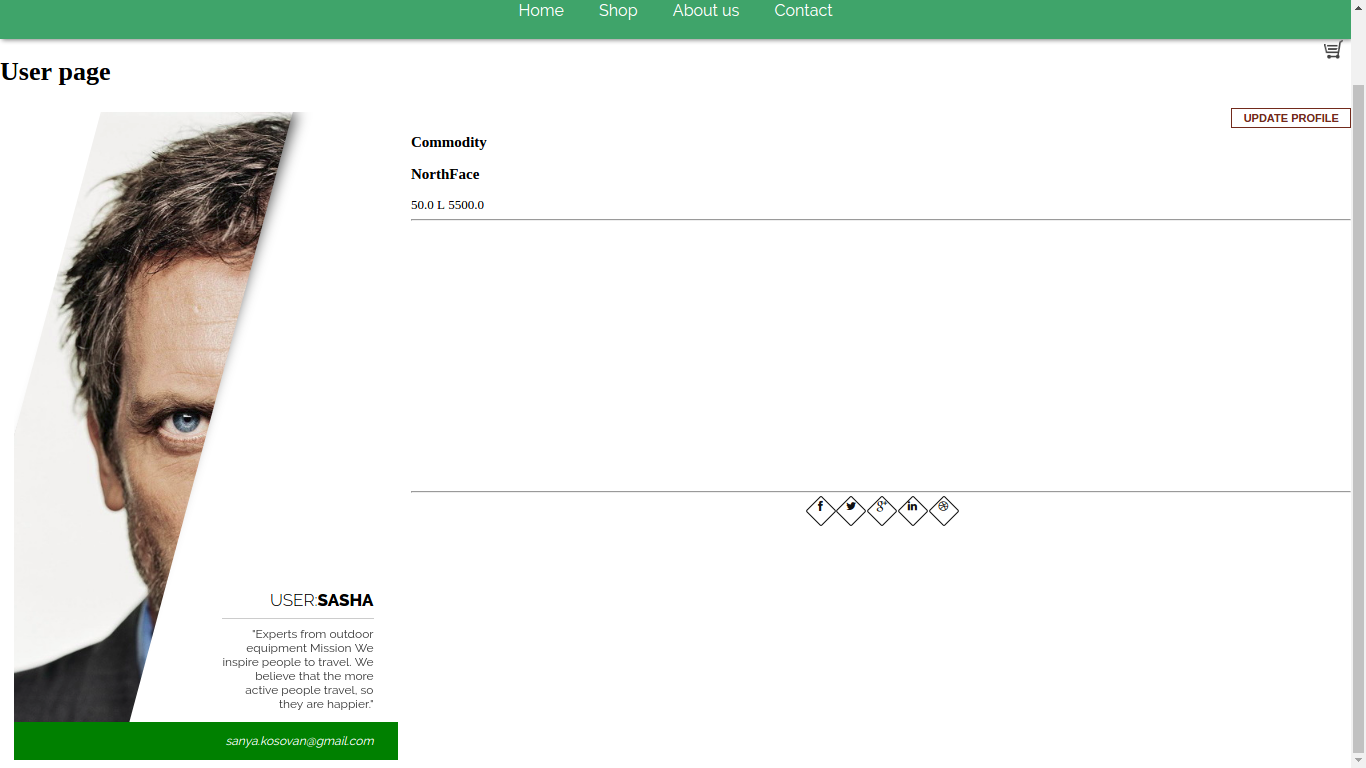 Home Shop About us Contact
User page
UPDATE PROFILE
Commodity
NorthFace
50.0 L 5500.0
f g+ in
USER:SASHA
"Experts from outdoor
equipment Mission We
inspire people to travel. We
believe that the more
active people travel, so
they are happier."
sanya.kosovan@gmail.com